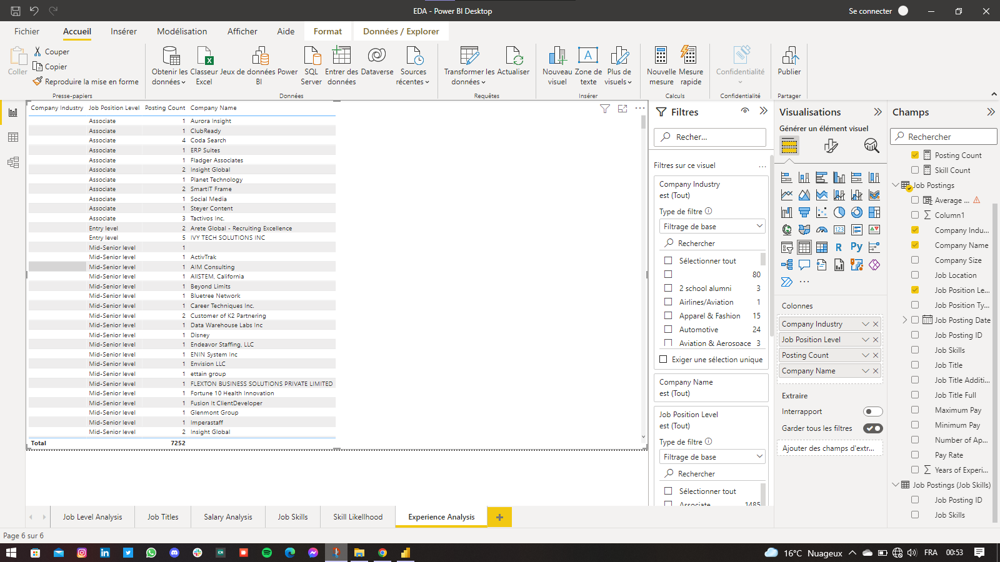 EDA - Power BI Desktop
Se connecter
Fichier
Accueil
Insérer
Modélisation
Afficher
Aide
Format
Données / Explorer
Coller
Couper
Copier
Reproduire la mise en forme
Presse-papiers
Obtenir les données
Classeur Excel
Jeux de données Power BI
SQL Server
Entrer des données
Dataverse
Sources récentes
Données
Transformer les données
Actualiser
Requêtes
Nouveau visuel
Zone de texte
Plus de visuels
Insérer
Nouvelle mesure
Mesure rapide
Calculs
Confidentialité
Confidentialité
Publier
Partager
Company Industry Job Position Level Posting Count Company Name
Associate 1 Aurora Insight
Associate 1 ClubReady
Associate 4 Coda Search
Associate 1 ERP Suites
Associate 1 Fladger Associates
Associate 2 Insight Global
Associate 1 Planet Technology
Associate 2 SmartIT Frame
Associate 1 Social Media
Associate 1 Steyer Content
Associate 3 Tactivos Inc.
Entry level 2 Arete Global - Recruiting Excellence
Entry level 5 IVY TECH SOLUTIONS INC
Mid-Senior level 1
Mid-Senior level 1 ActivTrak
Mid-Senior level 1 AIM Consulting
Mid-Senior level 1 AIISTEM, California
Mid-Senior level 1 Beyond Limits
Mid-Senior level 1 Bluetree Network
Mid-Senior level 1 Career Techniques Inc.
Mid-Senior level 2 Customer of K2 Partnering
Mid-Senior level 1 Data Warehouse Labs Inc
Mid-Senior level 1 Disney
Mid-Senior level 1 Endeavor Staffing, LLC
Mid-Senior level 1 ENIN System Inc
Mid-Senior level 1 Envision LLC
Mid-Senior level 1 ettain group
Mid-Senior level 1 FLEXTON BUSINESS SOLUTIONS PRIVATE LIMITED
Mid-Senior level 1 Fortune 10 Health Innovation
Mid-Senior level 1 Fusion It ClientDeveloper
Mid-Senior level 1 Glenmont Group
Mid-Senior level 1 Imperastaff
Mid-Senior level 2 Insight Global
Total 7252
Filtres
Recher...
Filtres sur ce visuel
Company Industry
est (Tout)
Type de filtre
Filtrage de base
Rechercher
Sélectionner tout
80
2 school alumni 3
Airlines/Aviation 1
Apparel & Fashion 15
Automotive 24
Aviation & Aerospace 3
Exiger une sélection unique
Company Name
est (Tout)
Job Position Level
est (Tout)
Type de filtre
Filtrage de base
Rechercher
Sélectionner tout
Associate 1485
Visualisations
Générer un élément visuel
123
R
Py
Colonnes
Company Industry
Job Position Level
Posting Count
Company Name
Extraire
Interrapport
Garder tous les filtres
Ajouter des champs d'extr...
Champs
Rechercher
Posting Count
Skill Count
Job Postings
Average ...
Column1
Company Indu...
Company Name
Company Size
Job Location
Job Position Le...
Job Position Ty...
Job Posting Date
Job Posting ID
Job Skills
Job Title
Job Title Additi...
Job Title Full
Maximum Pay
Minimum Pay
Number of Ap...
Pay Rate
Years of Experi...
Job Postings (Job Skills)
Job Posting ID
Job Skills
Job Level Analysis
Job Titles
Salary Analysis
Job Skills
Skill Likellhood
Experience Analysis
Page 6 sur 6
16°C Nuageux
FRA
00:53